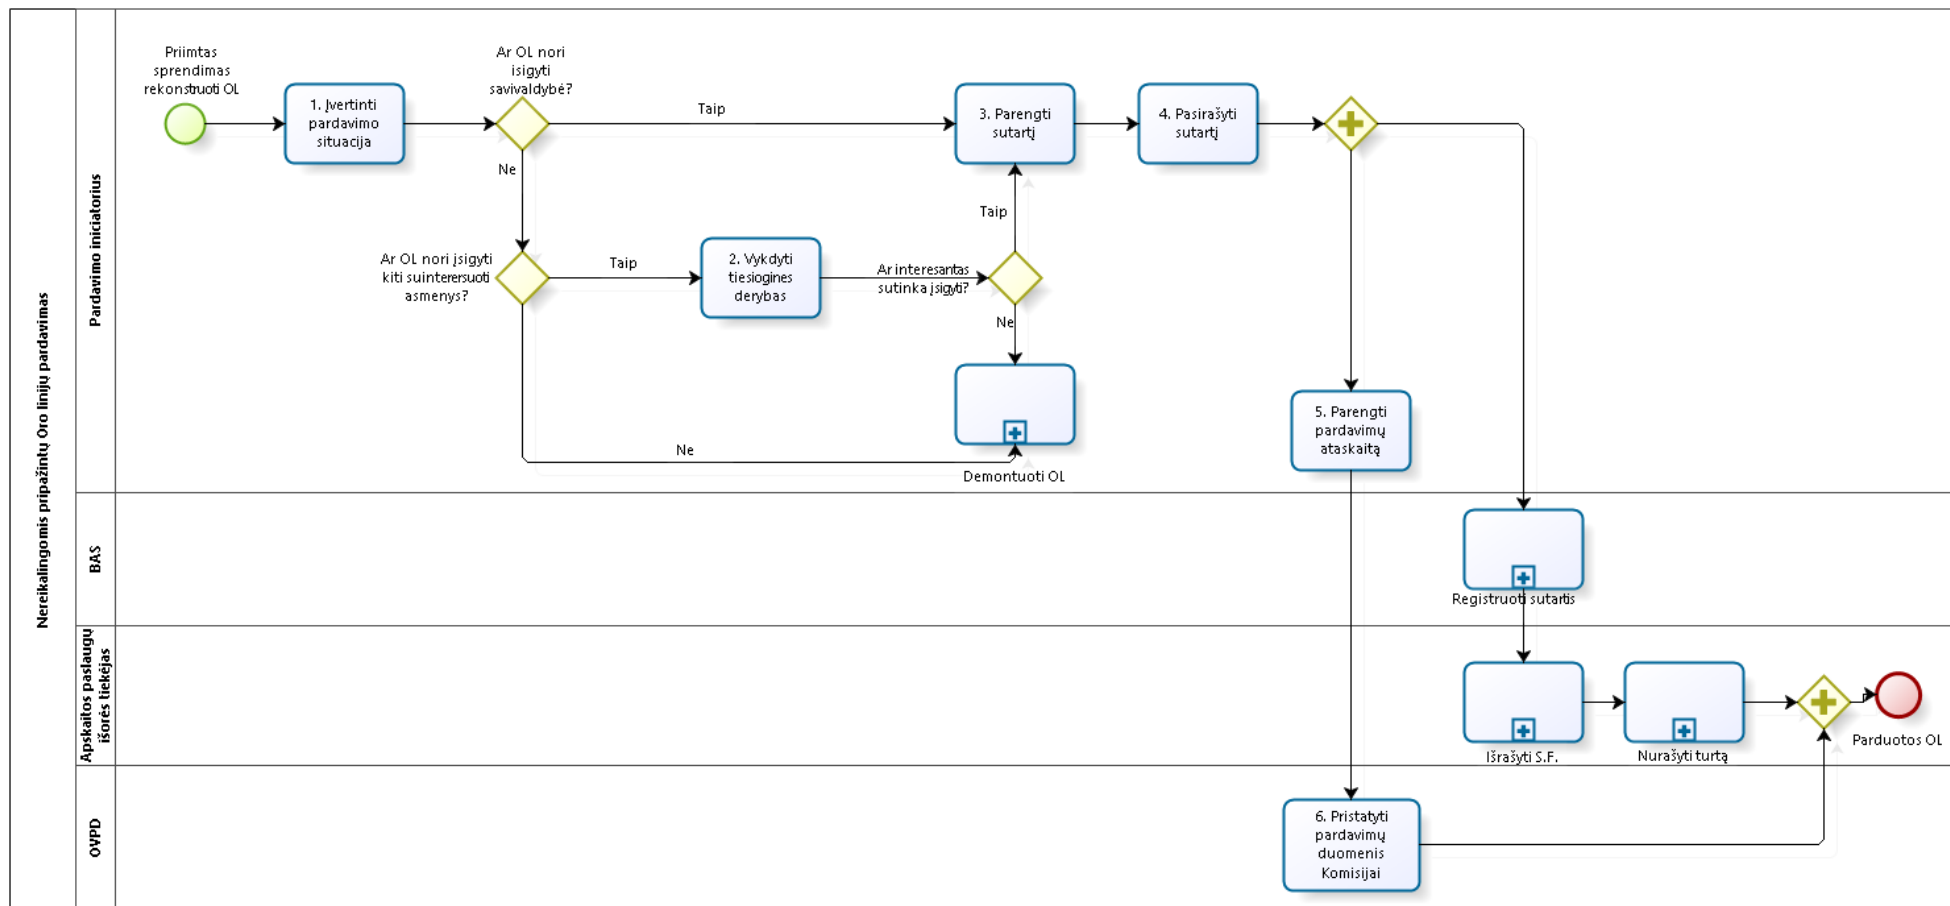 Nereikalingomis pripažintų Oro linijų pardavimas
Pardavimo iniciatorius
Priimtas
sprendimas
rekonstruoti OL
1. Įvertinti
pardavimo
situacija
Ar OL nori
isigyti
savivaldybė?
Taip
Ne
3. Parengti
sutartį
4. Pasirašyti
sutartį
Taip
Ar OL nori įsigyti
kiti suinterersuoti
asmenys?
Taip
2. Vykdyti
tiesiogines
derybas
Ar interesantas
sutinka įsigyti?
Ne
Ne
Demontuoti OL
5. Parengti
pardavimų
ataskaitą
BAS
Registruoti sutartis
Apskaitos paslaugų
išorės tiekėjas
Išrašyti S.F.
Nurašyti turtą
Parduotos OL
OVPD
6. Pristatyti
pardavimų
duomenis
Komisijai